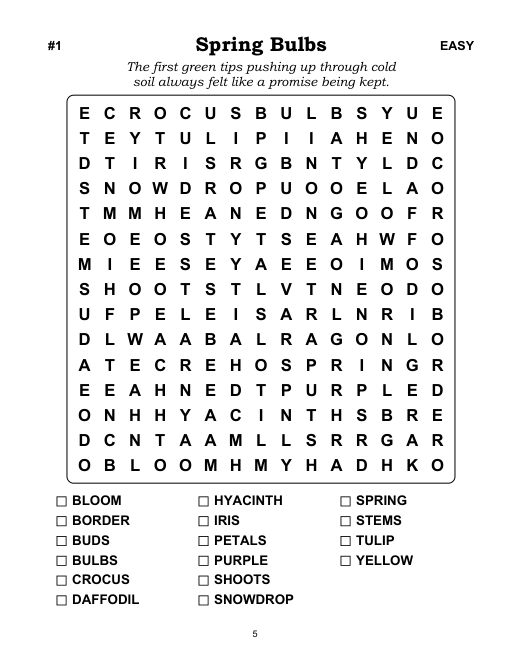 #1 Spring Bulbs EASY
The first green tips pushing up through cold
soil always felt like a promise being kept.
E C R O C U S B U L B S Y U E
T E Y T U L I P I I A H E N O
D T I R I S R G B N T Y L D C
S N O W D R O P U O O E L A O
T M M H E A N E D N G O O F R
E O E O S T Y T S E A H W F O
M I E E S E Y A E E O I M O S
S H O O T S T L V T N E O D O
U F P E L E I S A R L N R I B
D L W A A B A L R A G O N L O
A T E C R E H O S P R I N G R
E E A H N E D T P U R P L E D
O N H H Y A C I N T H S B R E
D C N T A A M L L S R R G A R
O B L O O M H M Y H A D H K O
☐ BLOOM ☐ HYACINTH ☐ SPRING
☐ BORDER ☐ IRIS ☐ STEMS
☐ BUDS ☐ PETALS ☐ TULIP
☐ BULBS ☐ PURPLE ☐ YELLOW
☐ CROCUS ☐ SHOOTS
☐ DAFFODIL ☐ SNOWDROP
5